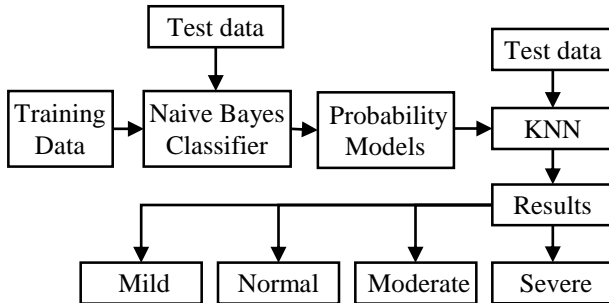 Test data
Test data
Training
Data
Naive Bayes
Classifier
Probability
Models
KNN
Results
Mild
Normal
Moderate
Severe